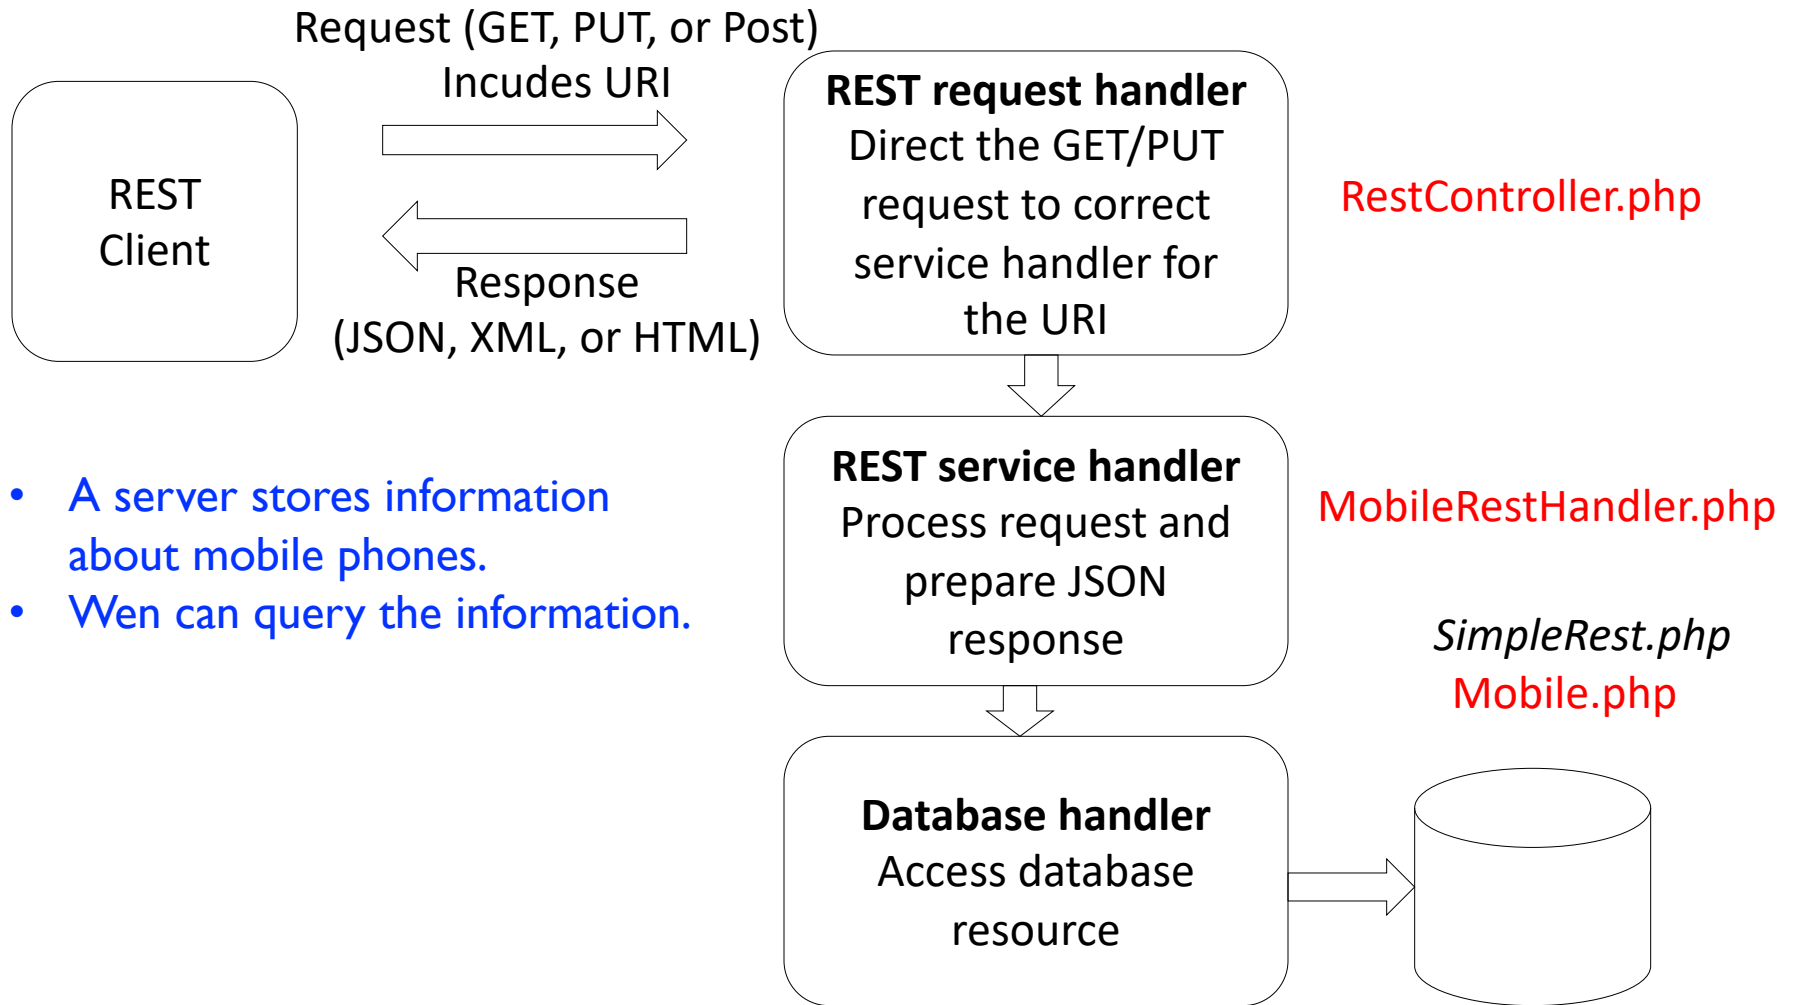 Request (GET, PUT, or Post)
Incudes URI
REST
Client
Response
(JSON, XML, or HTML)
REST request handler
Direct the GET/PUT
request to correct
service handler for
the URI
RestController.php
• A server stores information
about mobile phones.
• Wen can query the information.
REST service handler
Process request and
prepare JSON
response
MobileRestHandler.php
SimpleRest.php
Mobile.php
Database handler
Access database
resource